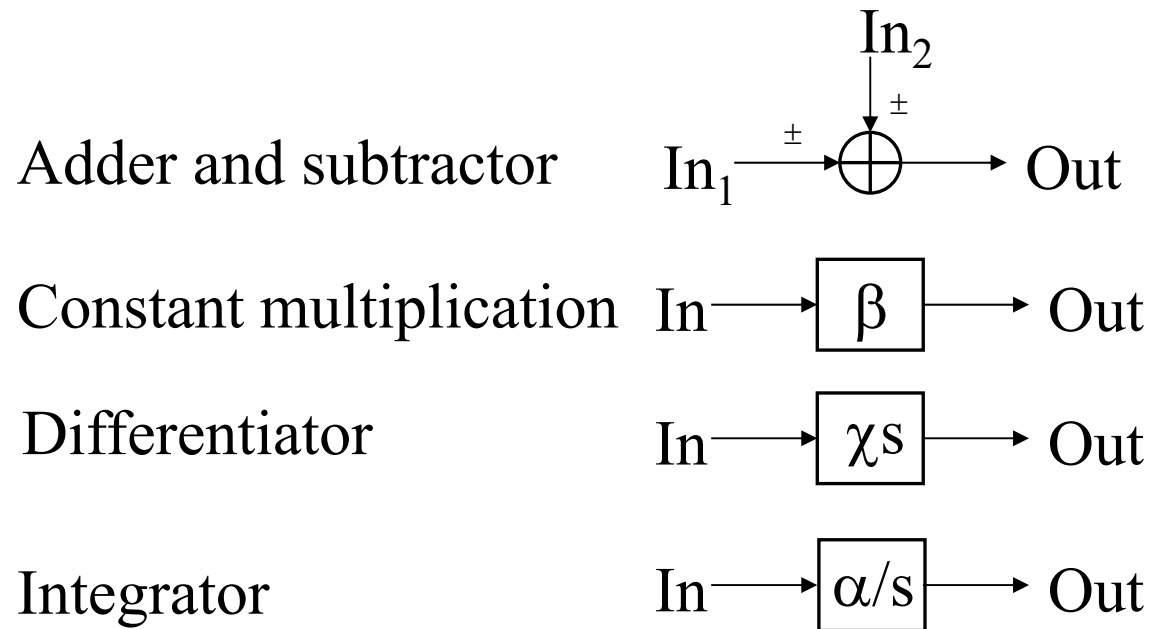 In₂
±
±
Adder and subtractor In₁ Out
Constant multiplication In β Out
Differentiator In χs Out
Integrator In α/s Out